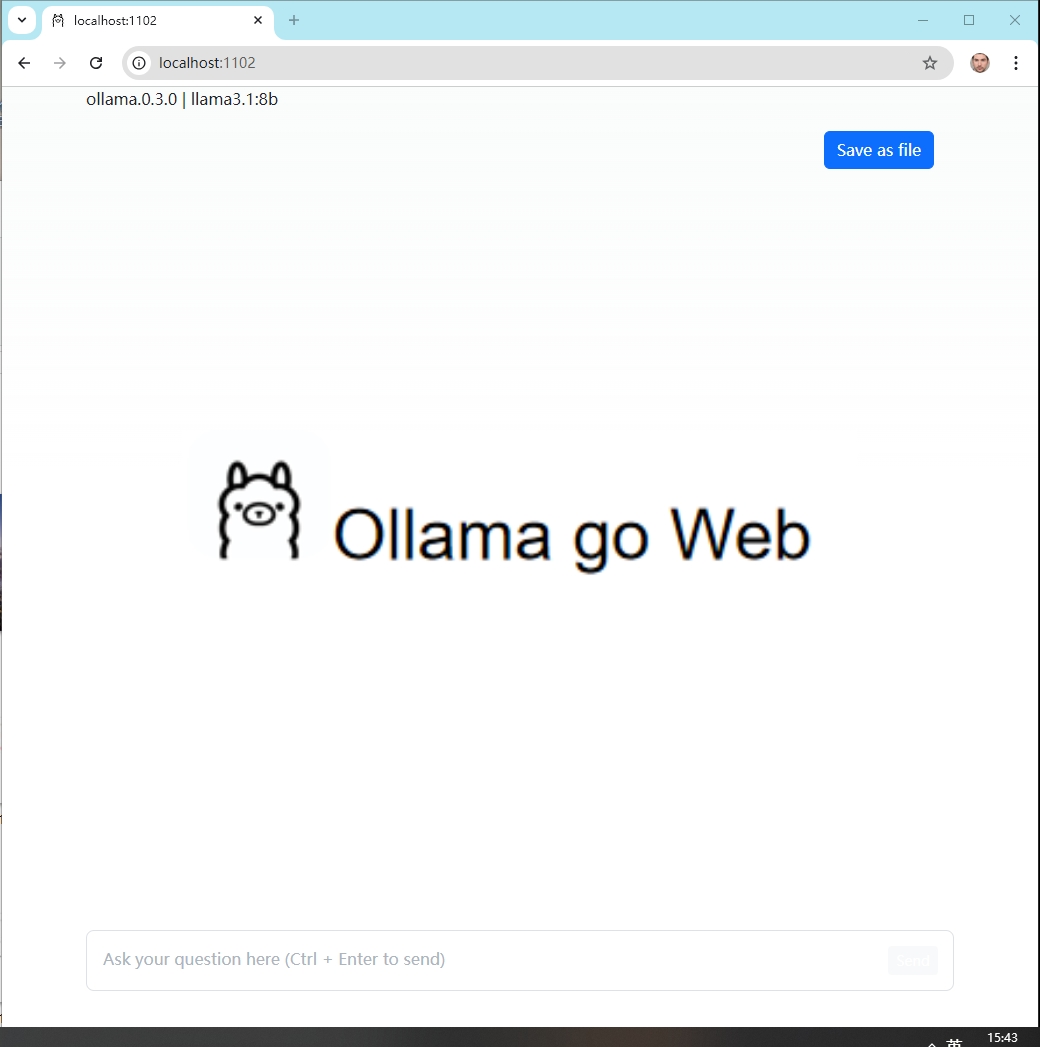 localhost:1102
localhost:1102
ollama.0.3.0 | llama3.1:8b
Save as file
Ollama go Web
Ask your question here (Ctrl + Enter to send)
Send
15:43
英